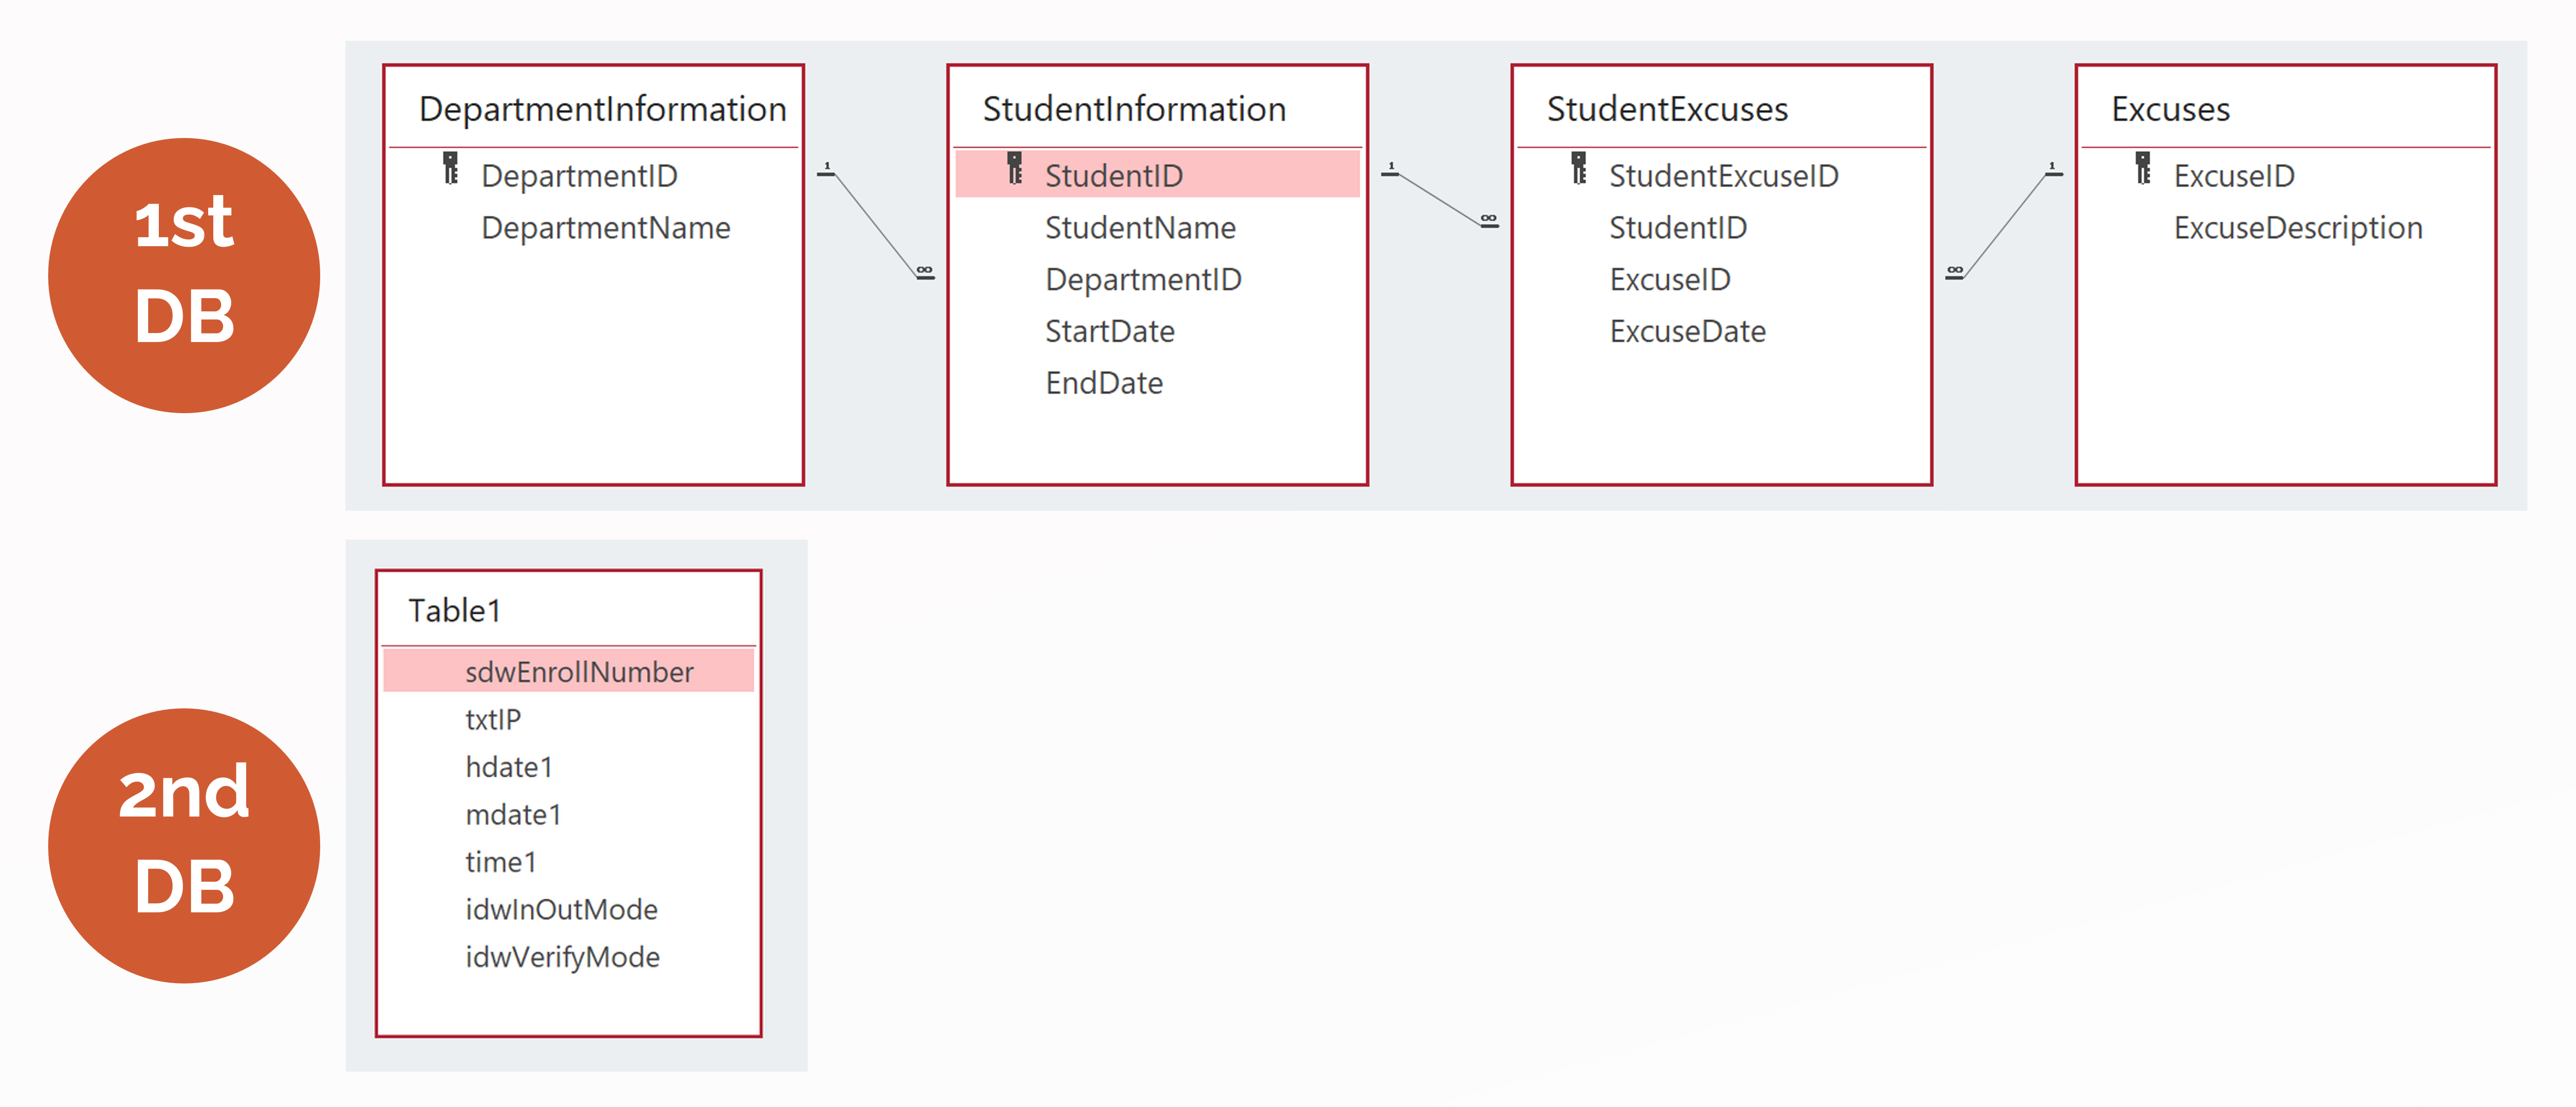 1st
DB
DepartmentInformation
DepartmentID
DepartmentName
1
∞
StudentInformation
StudentID
StudentName
DepartmentID
StartDate
EndDate
1
∞
StudentExcuses
StudentExcuseID
StudentID
ExcuseID
ExcuseDate
1
∞
Excuses
ExcuseID
ExcuseDescription
2nd
DB
Table1
sdwEnrollNumber
txtIP
hdate1
mdate1
time1
idwInOutMode
idwVerifyMode